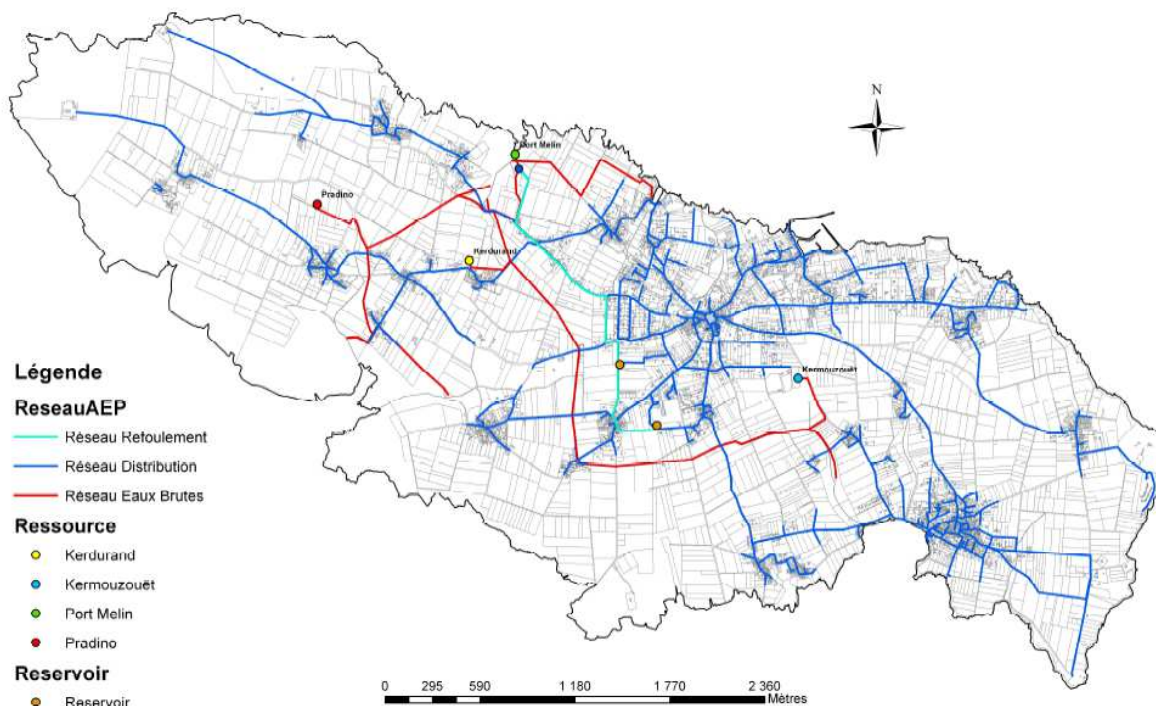 N
Port Melin
Pradino
Kerdurand
Kermouzouët
Légende
ReseauAEP
Réseau Refoulement
Réseau Distribution
Réseau Eaux Brutes
Ressource
Kerdurand
Kermouzouët
Port Melin
Pradino
Reservoir
Reservoir
0 295 590 1 180 1 770 2 360
Mètres